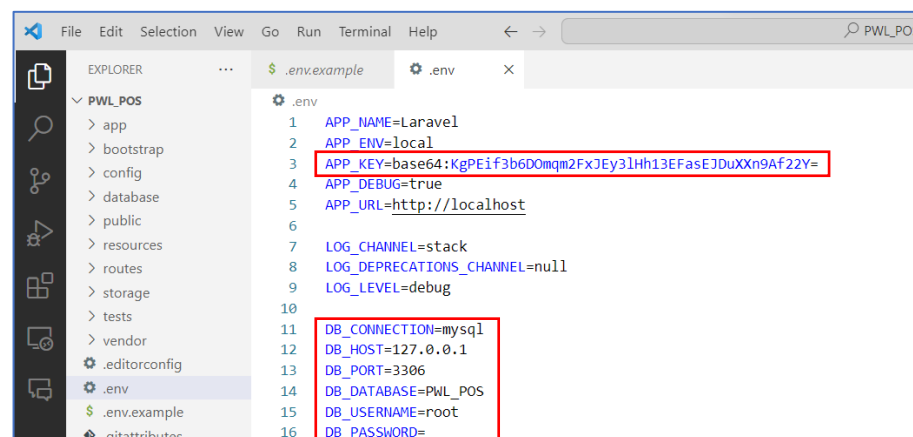 File Edit Selection View Go Run Terminal Help ← → PWL_PO
EXPLORER ... $ .env.example .env ×
PWL_POS
app
bootstrap
config
database
public
resources
routes
storage
tests
vendor
.editorconfig
.env
$ .env.example
.gitattributes
.env
1 APP_NAME=Laravel
2 APP_ENV=local
3 APP_KEY=base64:KgPEif3b6DOmqm2FxJEy3lHh13EFasEJDuXXn9Af22Y=
4 APP_DEBUG=true
5 APP_URL=http://localhost
6
7 LOG_CHANNEL=stack
8 LOG_DEPRECATIONS_CHANNEL=null
9 LOG_LEVEL=debug
10
11 DB_CONNECTION=mysql
12 DB_HOST=127.0.0.1
13 DB_PORT=3306
14 DB_DATABASE=PWL_POS
15 DB_USERNAME=root
16 DB_PASSWORD=